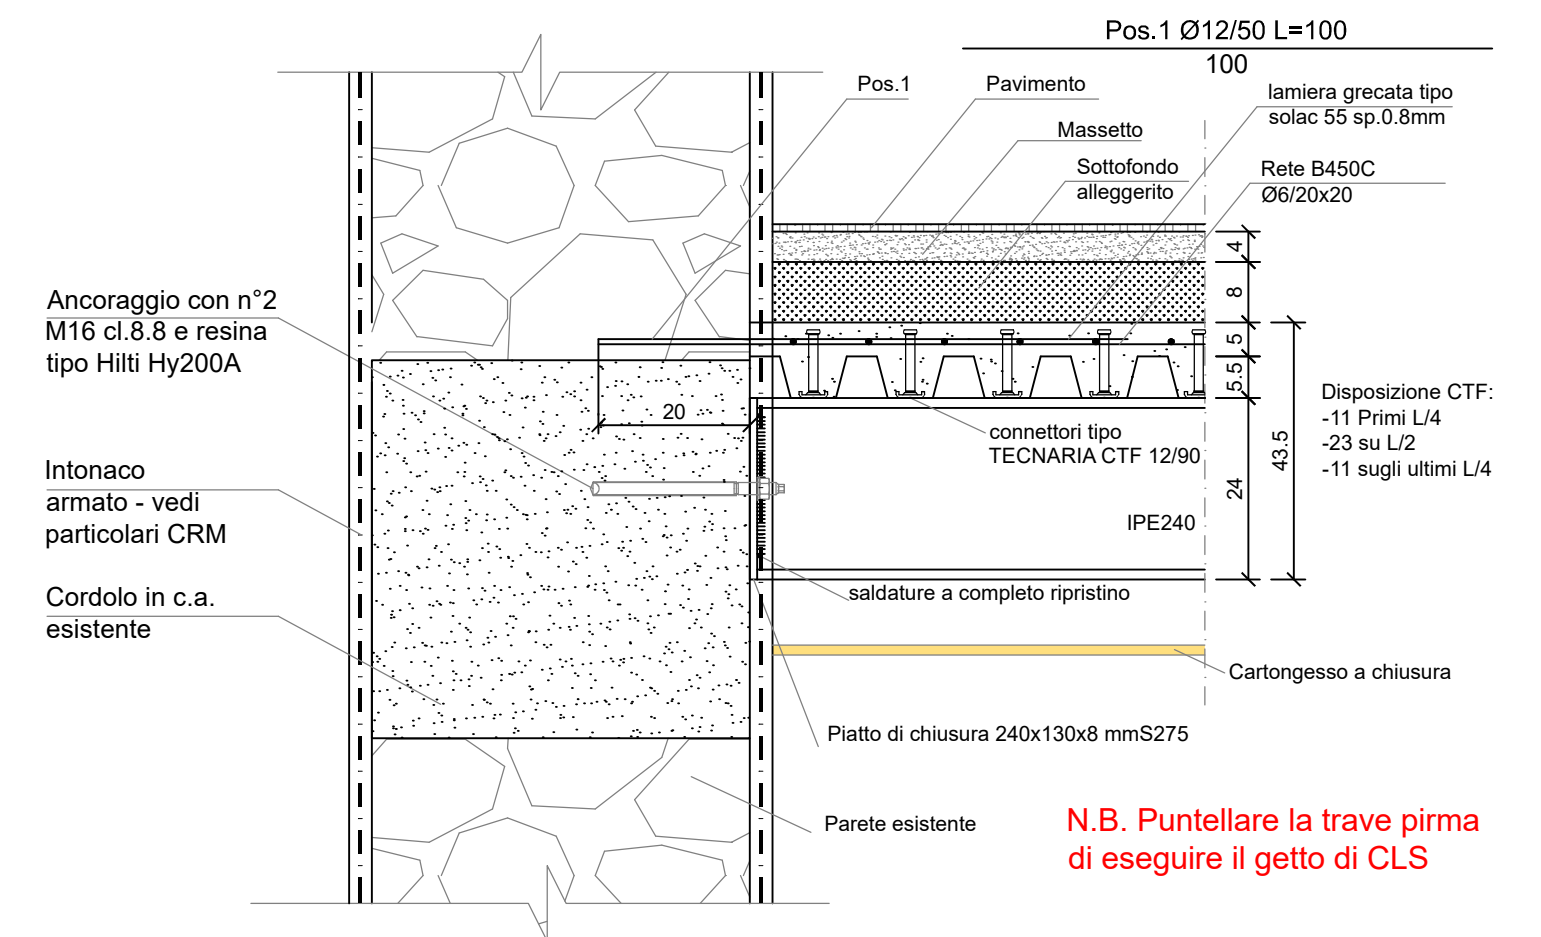 Pos.1 Ø12/50 L=100
100
Pos.1
Pavimento
lamiera grecata tipo
solac 55 sp.0.8mm
Massetto
Sottofondo
alleggerito
Rete B450C
Ø6/20x20
4
8
5
5.5
24
43.5
Ancoraggio con n°2
M16 cl.8.8 e resina
tipo Hilti Hy200A
20
Disposizione CTF:
-11 Primi L/4
-23 su L/2
-11 sugli ultimi L/4
connettori tipo
TECNARIA CTF 12/90
Intonaco
armato - vedi
particolari CRM
IPE240
saldature a completo ripristino
Cordolo in c.a.
esistente
Cartongesso a chiusura
Piatto di chiusura 240x130x8 mmS275
Parete esistente
N.B. Puntellare la trave pirma
di eseguire il getto di CLS